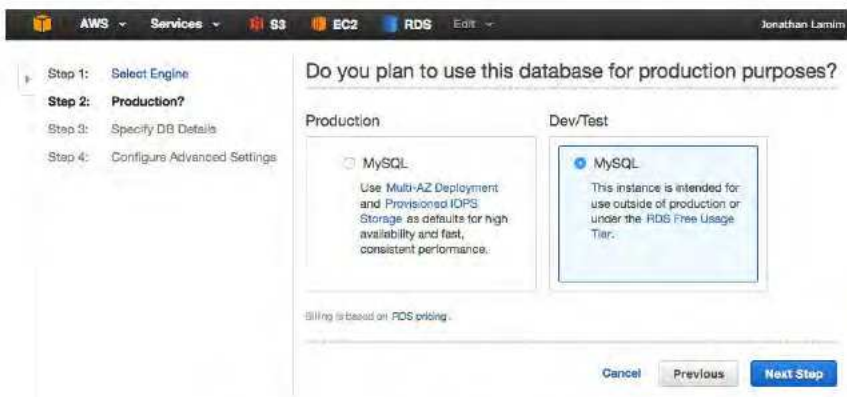 AWS Services S3 EC2 RDS Edit Jonathan Lamim
Step 1: Select Engine
Step 2: Production?
Step 3: Specify DB Details
Step 4: Configure Advanced Settings
Do you plan to use this database for production purposes?
Production
MySQL
Use Multi-AZ Deployment
and Provisioned IOPS
Storage as defaults for high
availability and fast,
consistent performance.
Dev/Test
MySQL
This instance is intended for
use outside of production or
under the RDS Free Usage
Tier.
Billing is based on RDS pricing.
Cancel Previous Next Step